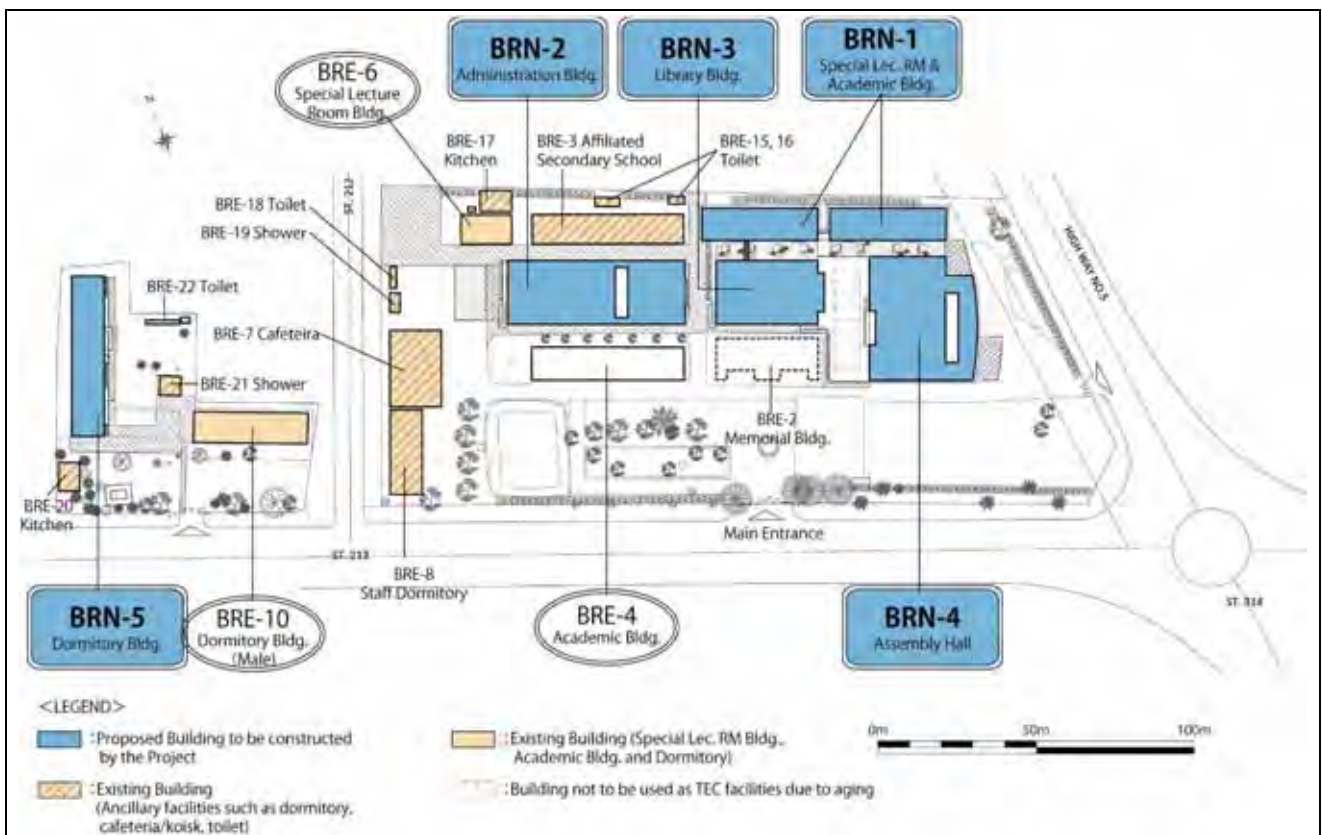 BRN-2
Administration Bldg.
BRN-3
Library Bldg.
BRN-1
Special Lec. RM &
Academic Bldg.
BRE-6
Special Lecture
Room Bldg.
BRE-17
Kitchen
BRE-3 Affiliated
Secondary School
BRE-15, 16
Toilet
BRE-18 Toilet
BRE-19 Shower
ST. 212
HIGH WAY NO.5
BRE-22 Toilet
BRE-7 Cafeteira
BRE-21 Shower
BRE-2
Memorial Bldg.
BRE-20
Kitchen
Main Entrance
ST. 213
BRE-8
Staff Dormitory
ST. 314
BRN-5
Dormitory Bldg.
BRE-10
Dormitory Bldg.
(Male)
BRE-4
Academic Bldg.
BRN-4
Assembly Hall
<LEGEND>
:Proposed Building to be constructed
by the Project
:Existing Building
(Ancillary facilities such as dormitory,
cafeteria/koisk, toilet)
:Existing Building (Special Lec. RM Bldg.,
Academic Bldg. and Dormitory)
:Building not to be used as TEC facilities due to aging
0m 50m 100m